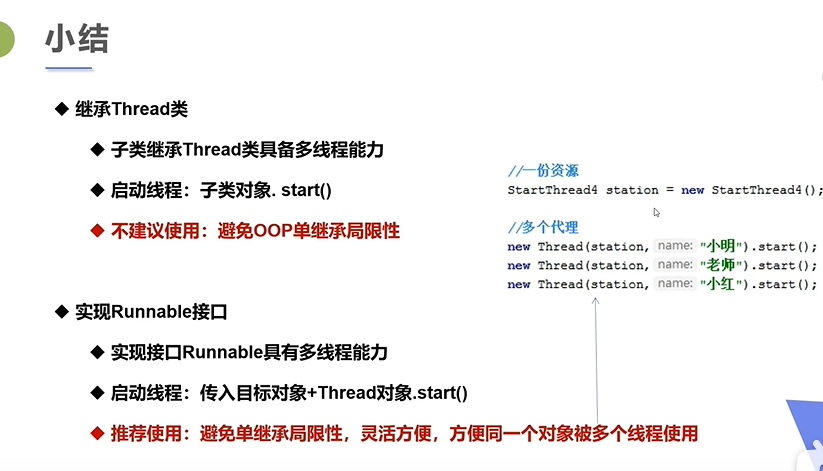 小结
◆ 继承Thread类
◆ 子类继承Thread类具备多线程能力
◆ 启动线程：子类对象. start()
◆ 不建议使用：避免OOP单继承局限性
◆ 实现Runnable接口
◆ 实现接口Runnable具有多线程能力
◆ 启动线程：传入目标对象+Thread对象.start()
◆ 推荐使用：避免单继承局限性，灵活方便，方便同一个对象被多个线程使用
//一份资源
StartThread4 station = new StartThread4();
//多个代理
new Thread(station, name: "小明").start();
new Thread(station, name: "老师").start();
new Thread(station, name: "小红").start();